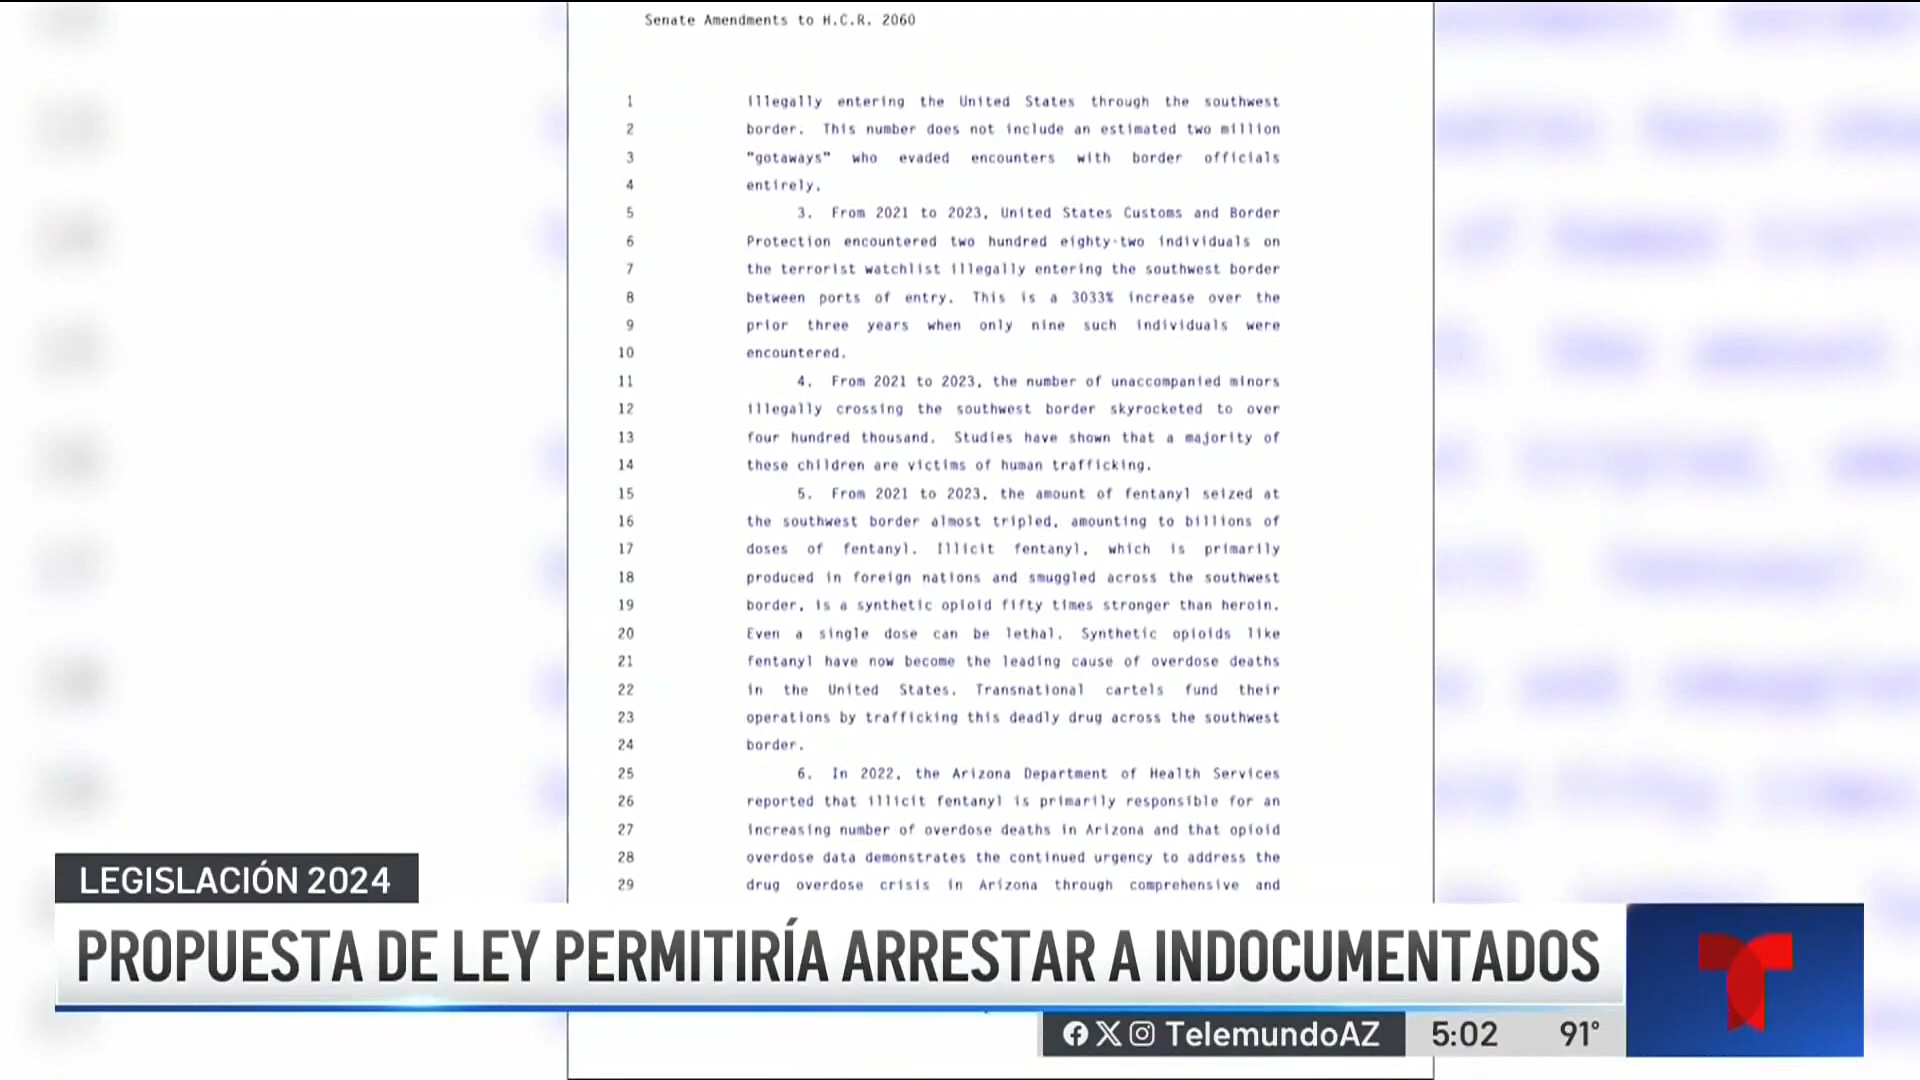 Senate Amendments to H.C.R. 2060
1 illegally entering the United States through the southwest
2 border. This number does not include an estimated two million
3 "gotaways" who evaded encounters with border officials
4 entirely.
5 3. From 2021 to 2023, United States Customs and Border
6 Protection encountered two hundred eighty-two individuals on
7 the terrorist watchlist illegally entering the southwest border
8 between ports of entry. This is a 3033% increase over the
9 prior three years when only nine such individuals were
10 encountered.
11 4. From 2021 to 2023, the number of unaccompanied minors
12 illegally crossing the southwest border skyrocketed to over
13 four hundred thousand. Studies have shown that a majority of
14 these children are victims of human trafficking.
15 5. From 2021 to 2023, the amount of fentanyl seized at
16 the southwest border almost tripled, amounting to billions of
17 doses of fentanyl. Illicit fentanyl, which is primarily
18 produced in foreign nations and smuggled across the southwest
19 border, is a synthetic opioid fifty times stronger than heroin.
20 Even a single dose can be lethal. Synthetic opioids like
21 fentanyl have now become the leading cause of overdose deaths
22 in the United States. Transnational cartels fund their
23 operations by trafficking this deadly drug across the southwest
24 border.
25 6. In 2022, the Arizona Department of Health Services
26 reported that illicit fentanyl is primarily responsible for an
27 increasing number of overdose deaths in Arizona and that opioid
28 overdose data demonstrates the continued urgency to address the
29 drug overdose crisis in Arizona through comprehensive and
LEGISLACIÓN 2024
PROPUESTA DE LEY PERMITIRÍA ARRESTAR A INDOCUMENTADOS
TelemundoAZ 5:02 91°